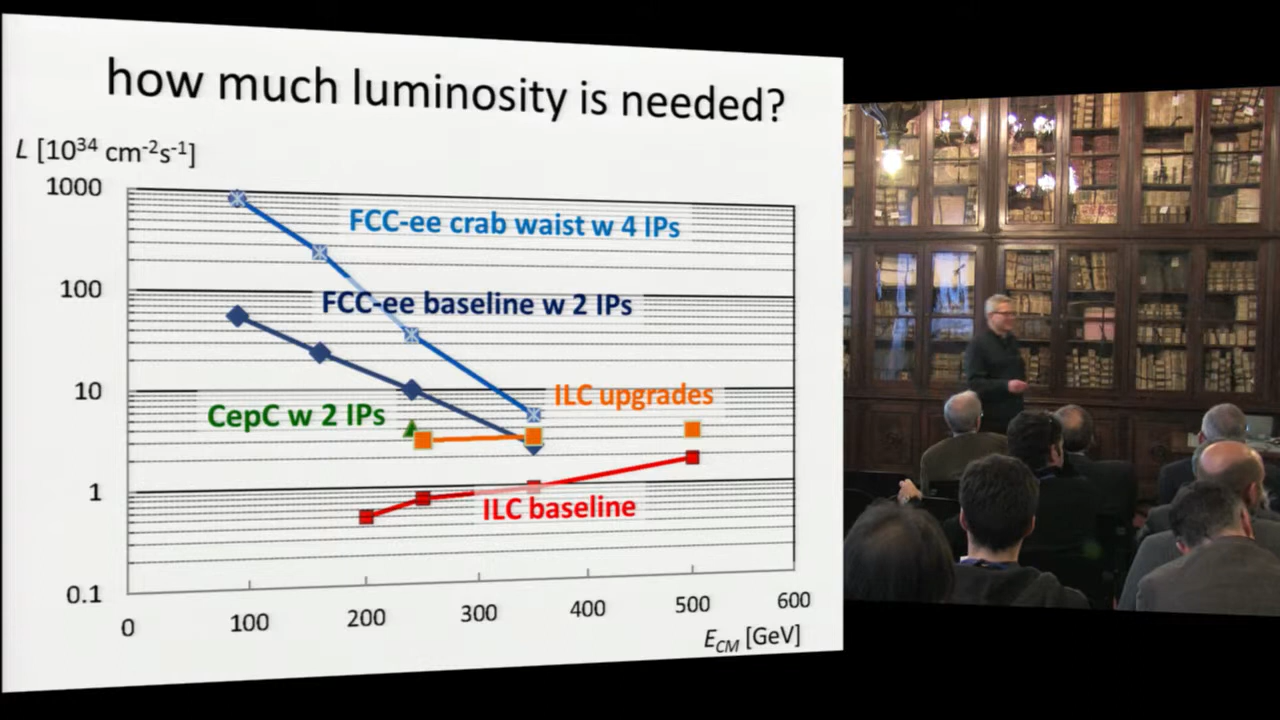 how much luminosity is needed?
L [10³⁴ cm⁻²s⁻¹]
1000
100
10
1
0.1
FCC-ee crab waist w 4 IPs
FCC-ee baseline w 2 IPs
ILC upgrades
CepC w 2 IPs
ILC baseline
0 100 200 300 400 500 600
E_CM [GeV]